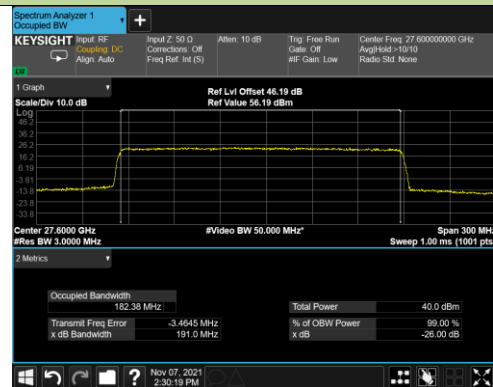 Spectrum Analyzer 1
Occupied BW
KEYSIGHT Input: RF Input Z: 50 Ω Atten: 10 dB Trig: Free Run Center Freq: 27.600000000 GHz
Coupling: DC Corrections: Off Gate: Off Avg|Hold:>10/10
Align: Auto Freq Ref: Int (S) #IF Gain: Low Radio Std: None
1 Graph
Ref Lvl Offset 46.19 dB
Scale/Div 10.0 dB Ref Value 56.19 dBm
Log
46.2
36.2
26.2
16.2
6.19
-3.81
-13.8
-23.8
-33.8
Center 27.6000 GHz #Video BW 50.000 MHz* Span 300 MHz
#Res BW 3.0000 MHz Sweep 1.00 ms (1001 pts
2 Metrics
Occupied Bandwidth
182.38 MHz Total Power 40.0 dBm
Transmit Freq Error -3.4645 MHz % of OBW Power 99.00 %
x dB Bandwidth 191.0 MHz x dB -26.00 dB
? Nov 07, 2021
2:30:19 PM